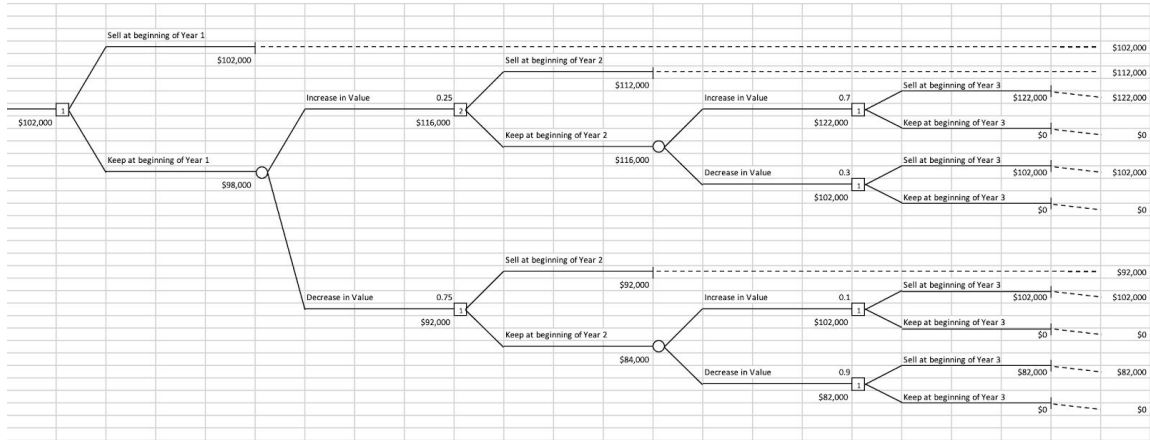 Sell at beginning of Year 1
$102,000
$102,000
Sell at beginning of Year 2
$112,000
$112,000
Sell at beginning of Year 3
Increase in Value 0.25
2
Increase in Value 0.7
1
$122,000
$122,000
1
$102,000
$116,000
$122,000
Keep at beginning of Year 3
Keep at beginning of Year 2
$0
$0
Keep at beginning of Year 1
$116,000
Sell at beginning of Year 3
$98,000
Decrease in Value 0.3
1
$102,000
$102,000
$102,000
Keep at beginning of Year 3
$0
$0
Sell at beginning of Year 2
$92,000
$92,000
Sell at beginning of Year 3
Decrease in Value 0.75
1
Increase in Value 0.1
1
$102,000
$102,000
$92,000
$102,000
Keep at beginning of Year 3
Keep at beginning of Year 2
$0
$0
$84,000
Sell at beginning of Year 3
Decrease in Value 0.9
1
$82,000
$82,000
$82,000
Keep at beginning of Year 3
$0
$0